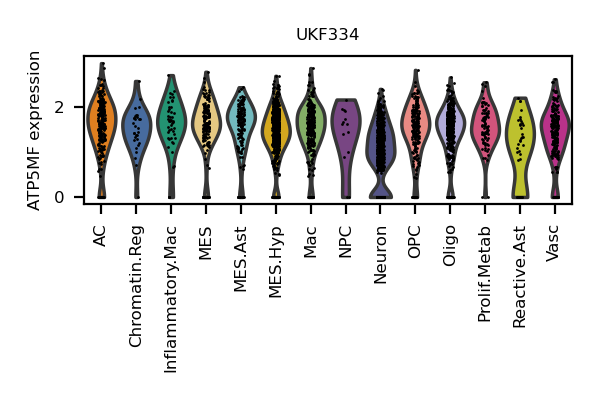 UKF334
ATP5MF expression
2
0
AC
Chromatin.Reg
Inflammatory.Mac
MES
MES.Ast
MES.Hyp
Mac
NPC
Neuron
OPC
Oligo
Prolif.Metab
Reactive.Ast
Vasc